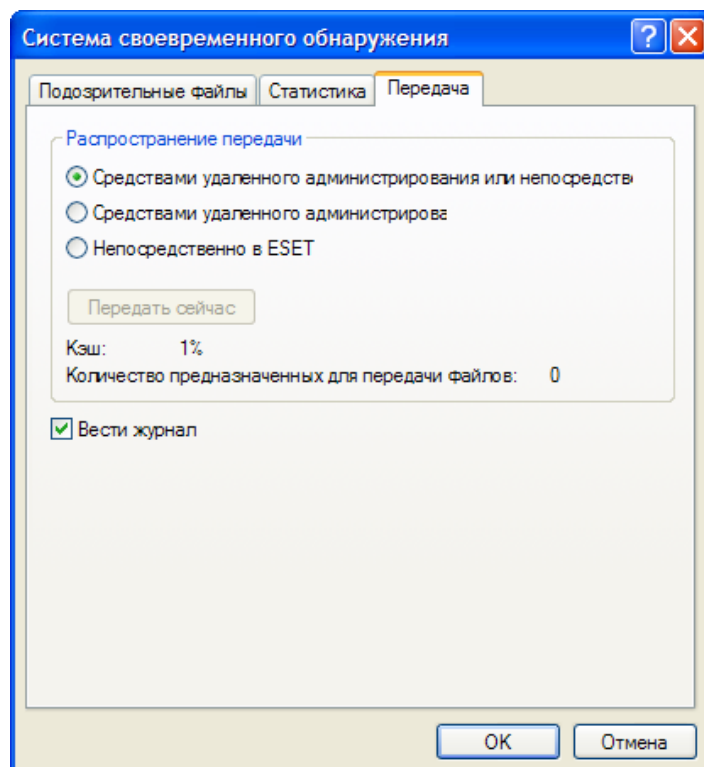 Система своевременного обнаружения
Подозрительные файлы Статистика Передача
Распространение передачи
Средствами удаленного администрирования или непосредстве
Средствами удаленного администрирова
Непосредственно в ESET
Передать сейчас
Кэш: 1%
Количество предназначенных для передачи файлов: 0
Вести журнал
OK Отмена